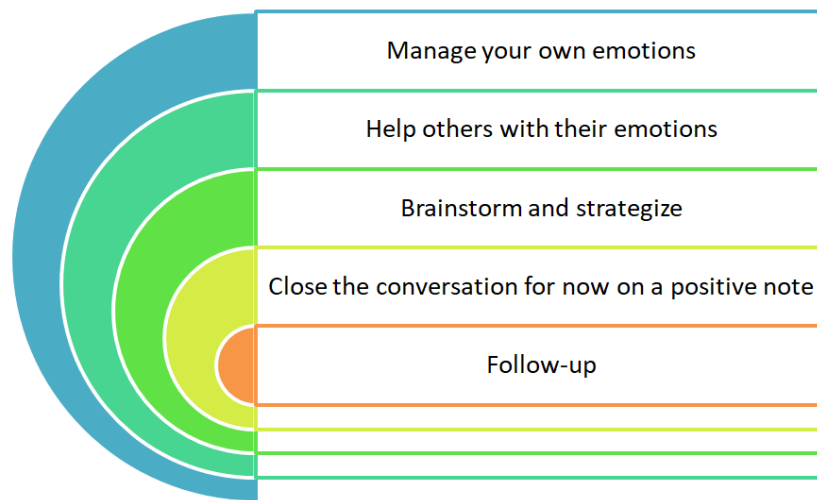 Manage your own emotions
Help others with their emotions
Brainstorm and strategize
Close the conversation for now on a positive note
Follow-up